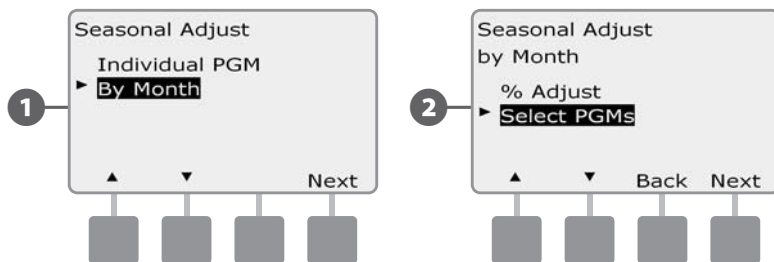 1
Seasonal Adjust
Individual PGM
► By Month
▲ ▼ Next
2
Seasonal Adjust
by Month
% Adjust
► Select PGMs
▲ ▼ Back Next